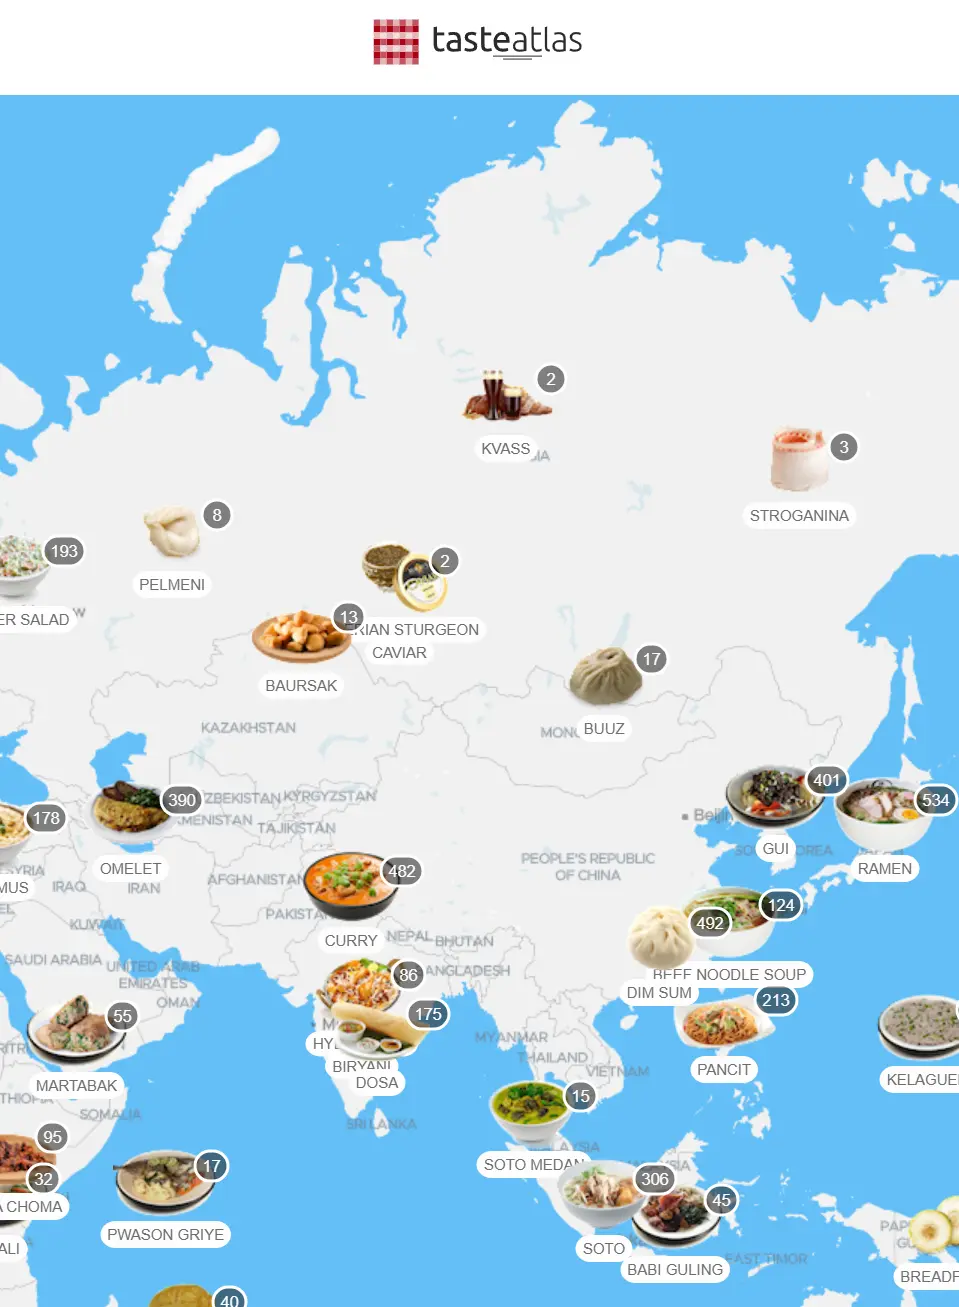 tasteatlas
2
KVASS
3
STROGANINA
8
PELMENI
193
ER SALAD
2
13
ERIAN STURGEON
CAVIAR
BAURSAK
17
BUUZ
KAZAKHSTAN
401
534
390
178
UZBEKISTAN
KYRGYZSTAN
TAJIKISTAN
GUI
OMELET
RAMEN
PEOPLE'S REPUBLIC
OF CHINA
482
MUS
IRAQ
IRAN
AFGHANISTAN
PAKISTAN
124
492
KUWAIT
CURRY
NEPAL
BHUTAN
SAUDI ARABIA
UNITED ARAB
EMIRATES
OMAN
86
BEEF NOODLE SOUP
DIM SUM
213
175
55
HY
MYANMAR
THAILAND
VIETNAM
BIRYANI
DOSA
PANCIT
KELAGUE
MARTABAK
15
SOMALIA
SRI LANKA
95
SOTO MEDAN
17
32
306
45
A CHOMA
PWASON GRIYE
ALI
SOTO
BABI GULING
EAST TIMOR
BREADF
40